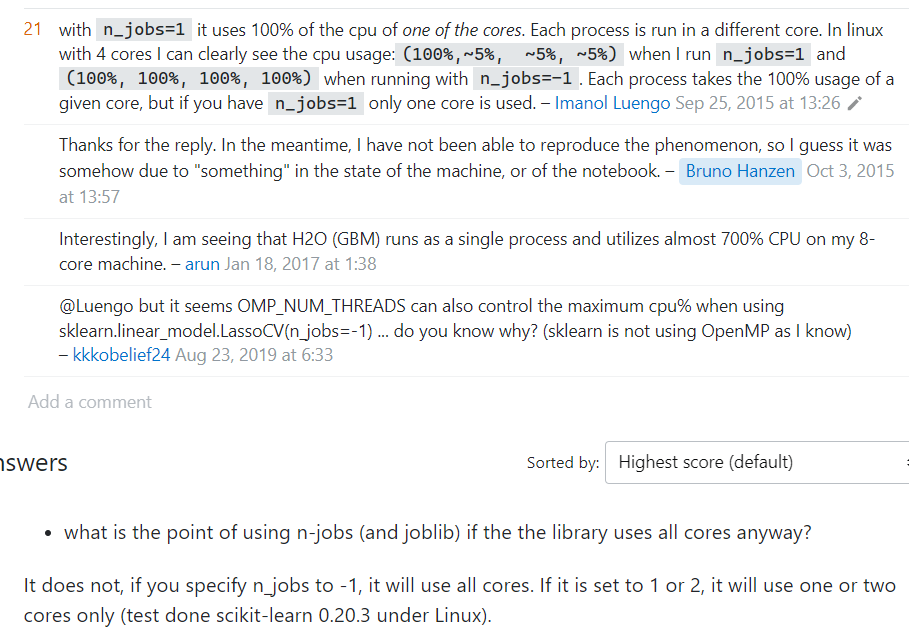 21 with n_jobs=1 it uses 100% of the cpu of one of the cores. Each process is run in a different core. In linux
with 4 cores I can clearly see the cpu usage: (100%,~5%, ~5%, ~5%) when I run n_jobs=1 and
(100%, 100%, 100%, 100%) when running with n_jobs=-1. Each process takes the 100% usage of a
given core, but if you have n_jobs=1 only one core is used. – Imanol Luengo Sep 25, 2015 at 13:26
Thanks for the reply. In the meantime, I have not been able to reproduce the phenomenon, so I guess it was
somehow due to "something" in the state of the machine, or of the notebook. – Bruno Hanzen Oct 3, 2015
at 13:57
Interestingly, I am seeing that H2O (GBM) runs as a single process and utilizes almost 700% CPU on my 8-
core machine. – arun Jan 18, 2017 at 1:38
@Luengo but it seems OMP_NUM_THREADS can also control the maximum cpu% when using
sklearn.linear_model.LassoCV(n_jobs=-1) ... do you know why? (sklearn is not using OpenMP as I know)
– kkkobelief24 Aug 23, 2019 at 6:33
Add a comment
nswers Sorted by: Highest score (default)
• what is the point of using n-jobs (and joblib) if the the library uses all cores anyway?
It does not, if you specify n_jobs to -1, it will use all cores. If it is set to 1 or 2, it will use one or two
cores only (test done scikit-learn 0.20.3 under Linux).